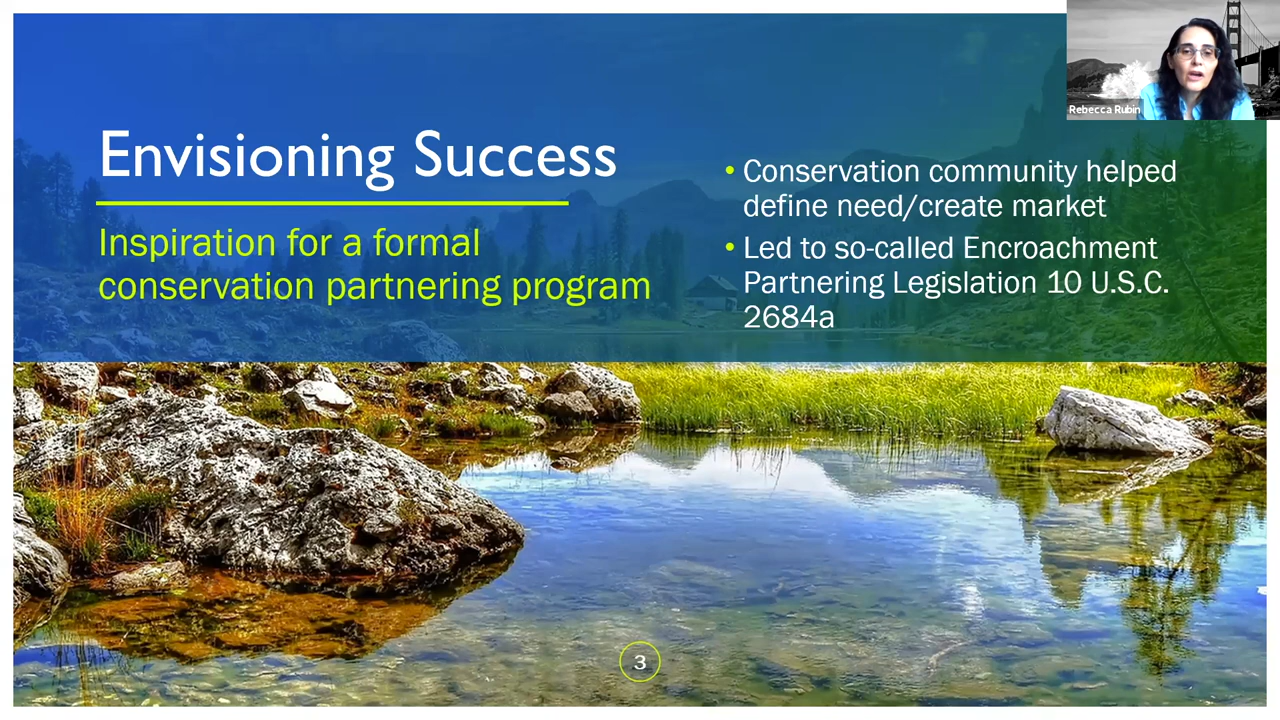 Rebecca Rubin
Envisioning Success
Inspiration for a formal
conservation partnering program
• Conservation community helped
define need/create market
• Led to so-called Encroachment
Partnering Legislation 10 U.S.C.
2684a
3